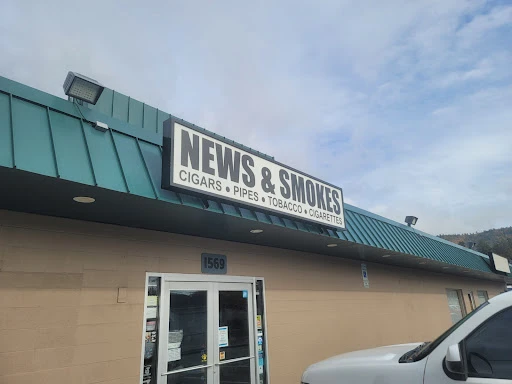 NEWS & SMOKES
CIGARS • PIPES • TOBACCO • CIGARETTES
1569